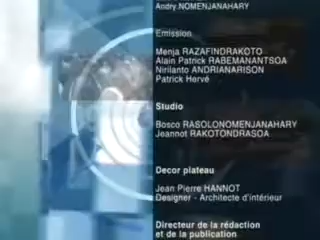 Andry.NOMENJANAHARY
Emission
Menja RAZAFINDRAKOTO
Alain Patrick RABEMANANTSOA
Nirilanto ANDRIANARISON
Patrick Hervé
Studio
Bosco RASOLONOMENJANAHARY
Jeannot RAKOTONDRASOA
Decor plateau
Jean Pierre HANNOT
Designer - Architecte d'intérieur
Directeur de la rédaction
et de la publication